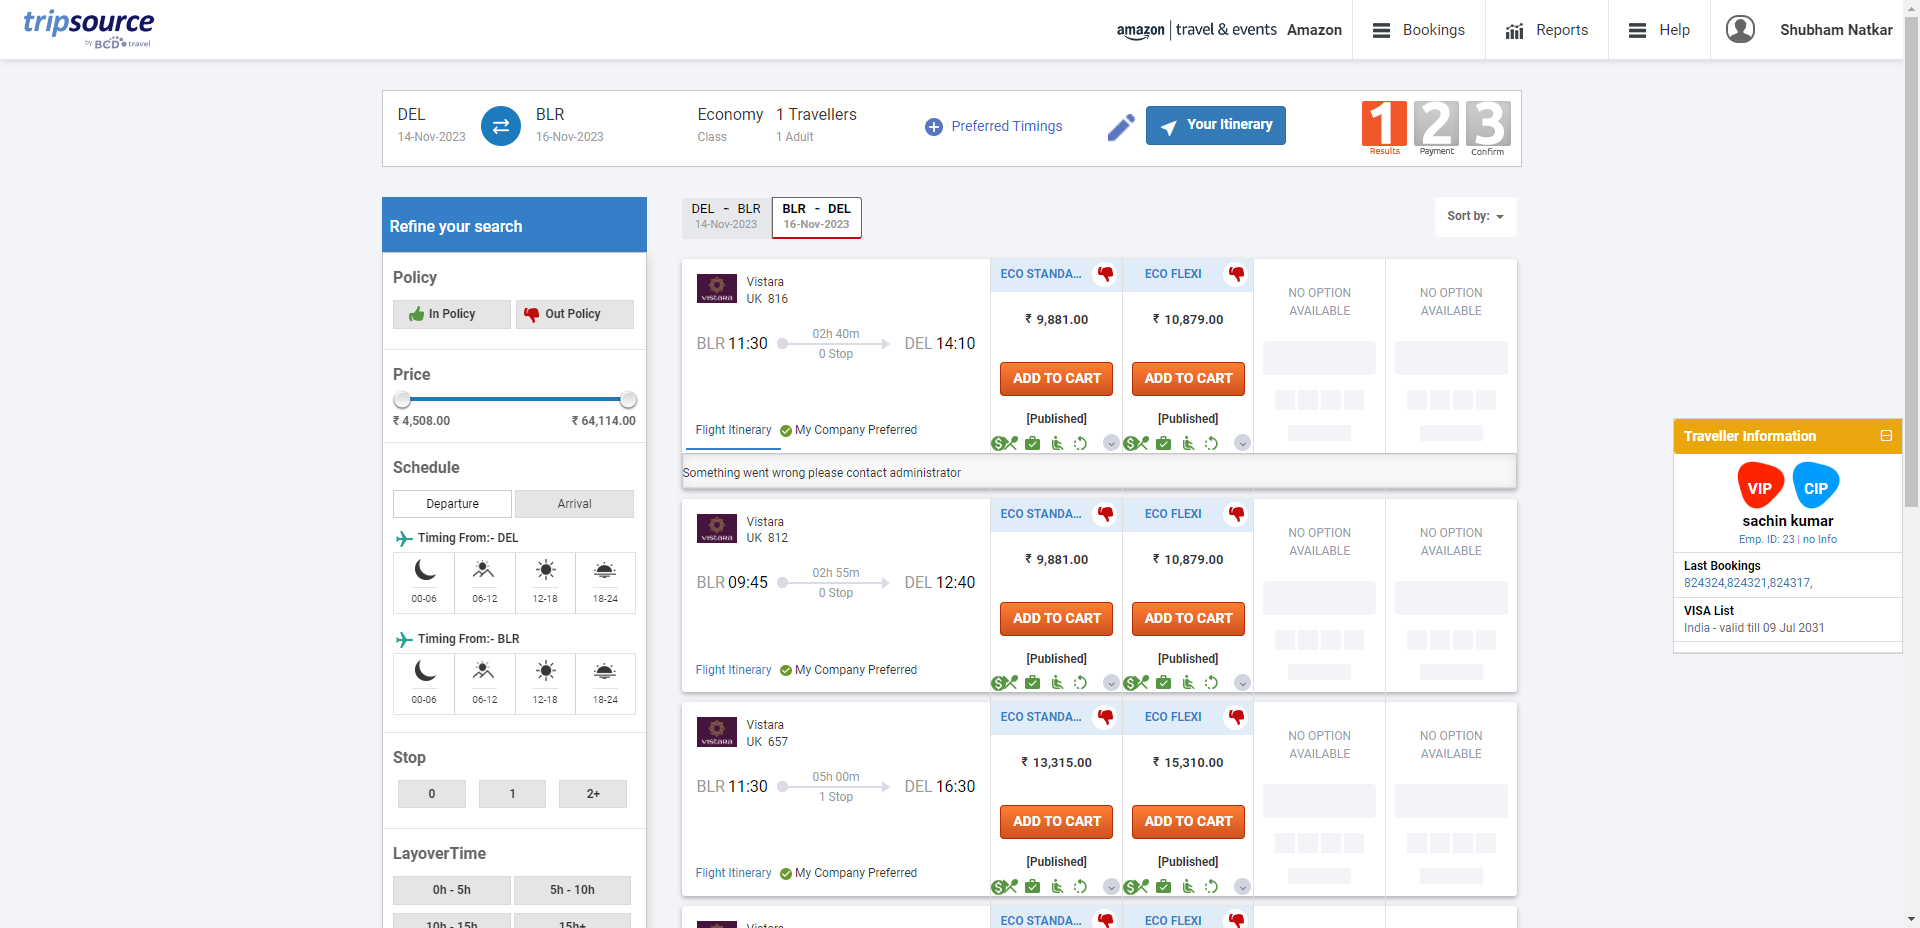 tripsource
by BCD travel
amazon | travel & events Amazon
Bookings
Reports
Help
Shubham Natkar
DEL
14-Nov-2023
BLR
16-Nov-2023
Economy
Class
1 Travellers
1 Adult
Preferred Timings
Your Itinerary
1 Results
2 Payment
3 Confirm
Refine your search
Policy
In Policy
Out Policy
Price
₹ 4,508.00
₹ 64,114.00
Schedule
Departure
Arrival
Timing From:- DEL
00-06
06-12
12-18
18-24
Timing From:- BLR
00-06
06-12
12-18
18-24
Stop
0
1
2+
LayoverTime
0h - 5h
5h - 10h
10h - 15h
15h+
DEL - BLR
14-Nov-2023
BLR - DEL
16-Nov-2023
Sort by:
VISTARA
Vistara
UK 816
BLR 11:30
02h 40m
0 Stop
DEL 14:10
Flight Itinerary
My Company Preferred
ECO STANDA...
₹ 9,881.00
ADD TO CART
[Published]
ECO FLEXI
₹ 10,879.00
ADD TO CART
[Published]
NO OPTION
AVAILABLE
NO OPTION
AVAILABLE
Something went wrong please contact administrator
VISTARA
Vistara
UK 812
BLR 09:45
02h 55m
0 Stop
DEL 12:40
Flight Itinerary
My Company Preferred
ECO STANDA...
₹ 9,881.00
ADD TO CART
[Published]
ECO FLEXI
₹ 10,879.00
ADD TO CART
[Published]
NO OPTION
AVAILABLE
NO OPTION
AVAILABLE
VISTARA
Vistara
UK 657
BLR 11:30
05h 00m
1 Stop
DEL 16:30
Flight Itinerary
My Company Preferred
ECO STANDA...
₹ 13,315.00
ADD TO CART
[Published]
ECO FLEXI
₹ 15,310.00
ADD TO CART
[Published]
NO OPTION
AVAILABLE
NO OPTION
AVAILABLE
Vistara
ECO STANDA...
ECO FLEXI
Traveller Information
VIP
CIP
sachin kumar
Emp. ID: 23 | no Info
Last Bookings
824324,824321,824317,
VISA List
India - valid till 09 Jul 2031